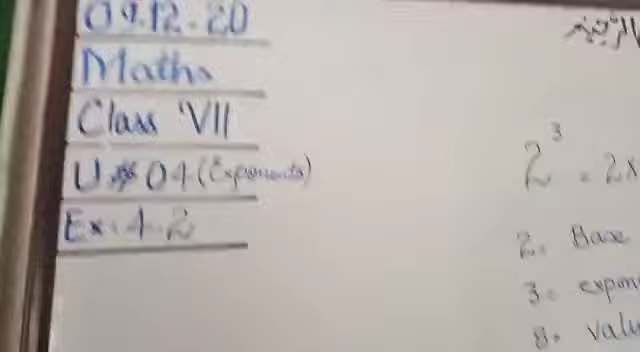 09.12.20
Maths
Class VII
U# 04 (Exponents)
Ex. 4.2
2³ = 2x
2 = Base
3 = expon
8 = valu